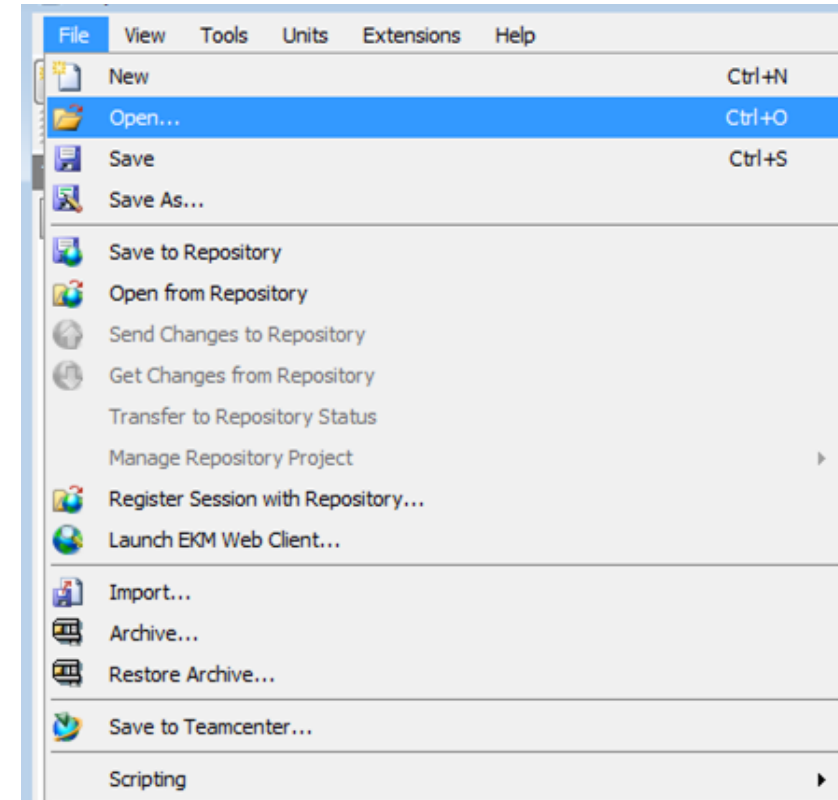 File View Tools Units Extensions Help
New Ctrl+N
Open... Ctrl+O
Save Ctrl+S
Save As...
Save to Repository
Open from Repository
Send Changes to Repository
Get Changes from Repository
Transfer to Repository Status
Manage Repository Project
Register Session with Repository...
Launch EKM Web Client...
Import...
Archive...
Restore Archive...
Save to Teamcenter...
Scripting